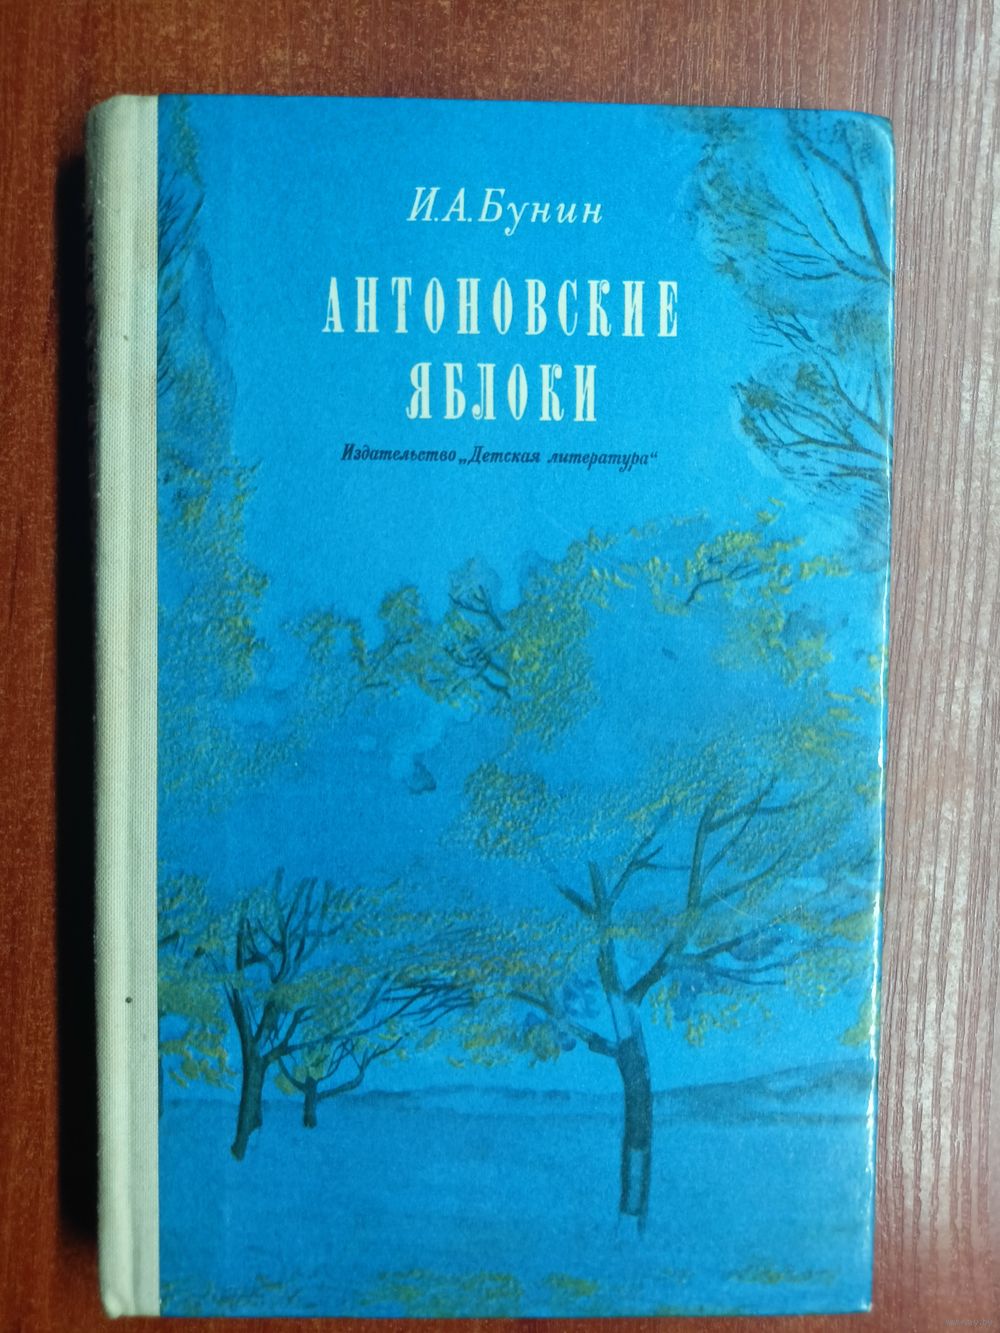 И.А.Бунин
АНТОНОВСКИЕ
ЯБЛОКИ
Издательство „Детская литература“